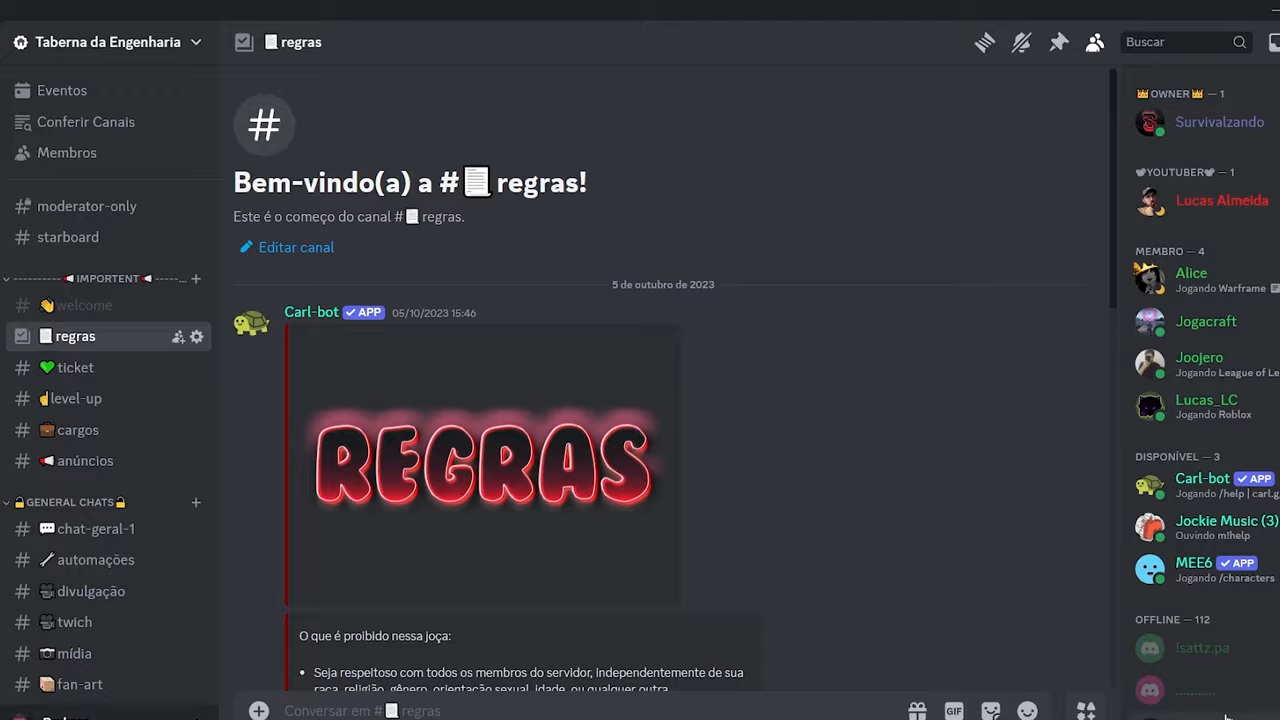 Taberna da Engenharia
regras
Buscar
Eventos
Conferir Canais
Membros
moderator-only
starboard
---------- IMPORTENT -----...
welcome
regras
ticket
level-up
cargos
anúncios
GENERAL CHATS
chat-geral-1
automações
divulgação
twich
mídia
fan-art
Bem-vindo(a) a # regras!
Este é o começo do canal # regras.
Editar canal
5 de outubro de 2023
Carl-bot APP 05/10/2023 15:46
REGRAS
O que é proibido nessa joça:
• Seja respeitoso com todos os membros do servidor, independentemente de sua
raça, religião, gênero, orientação sexual, idade, ou qualquer outra
Conversar em # regras
GIF
OWNER — 1
Survivalzando
YOUTUBER — 1
Lucas Almeida
MEMBRO — 4
Alice
Jogando Warframe
Jogacraft
Joojero
Jogando League of Le
Lucas_LC
Jogando Roblox
DISPONÍVEL — 3
Carl-bot APP
Jogando /help | carl.g
Jockie Music (3)
Ouvindo m!help
MEE6 APP
Jogando /characters
OFFLINE — 112
!sattz.pa
...........